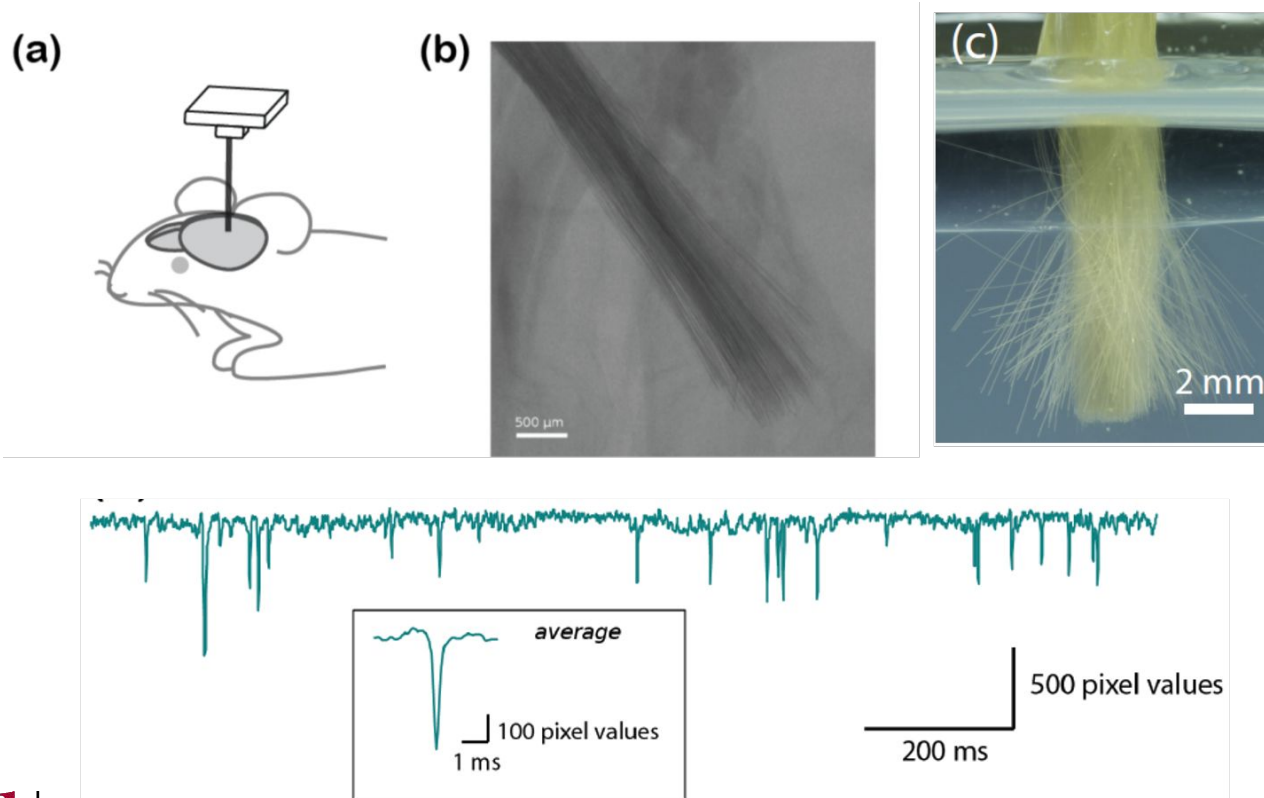 (a)
(b)
(c)
500 µm
2 mm
average
100 pixel values
1 ms
500 pixel values
200 ms